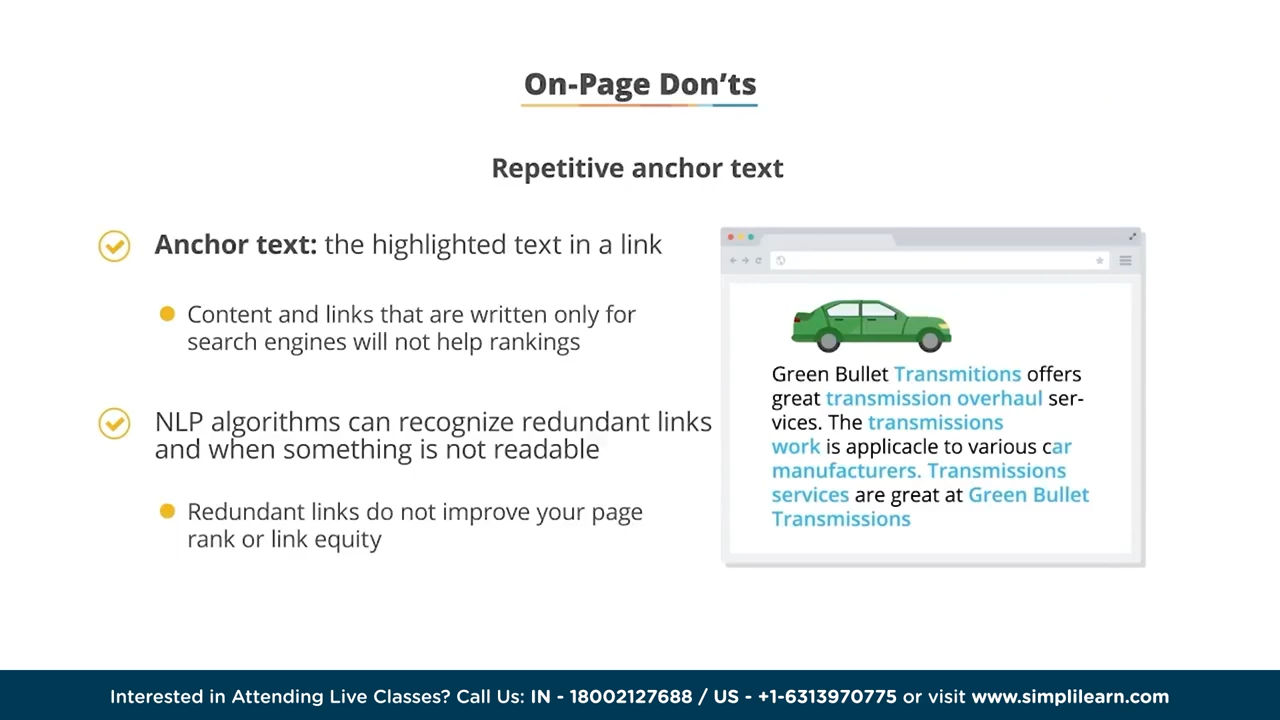 On-Page Don’ts
Repetitive anchor text
Anchor text: the highlighted text in a link
Content and links that are written only for
search engines will not help rankings
NLP algorithms can recognize redundant links
and when something is not readable
Redundant links do not improve your page
rank or link equity
Green Bullet Transmitions offers
great transmission overhaul ser-
vices. The transmissions
work is applicacle to various car
manufacturers. Transmissions
services are great at Green Bullet
Transmissions
Interested in Attending Live Classes? Call Us: IN - 18002127688 / US - +1-6313970775 or visit www.simplilearn.com